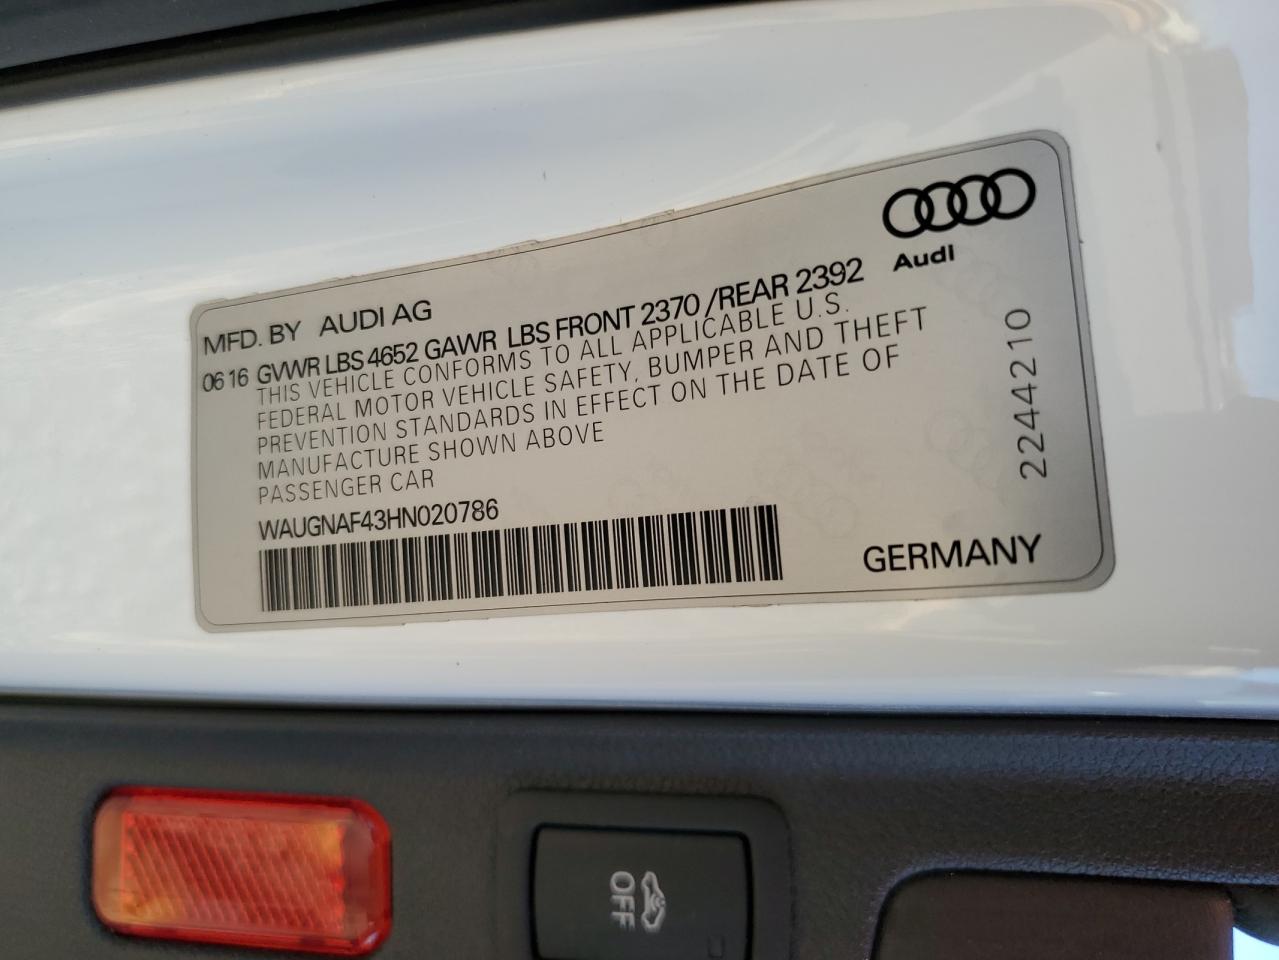 Audi
MFD. BY AUDI AG
06 16 GVWR LBS 4652 GAWR LBS FRONT 2370 /REAR 2392
THIS VEHICLE CONFORMS TO ALL APPLICABLE U.S.
FEDERAL MOTOR VEHICLE SAFETY, BUMPER AND THEFT
PREVENTION STANDARDS IN EFFECT ON THE DATE OF
MANUFACTURE SHOWN ABOVE
PASSENGER CAR
WAUGNAF43HN020786
GERMANY
22444210
OFF